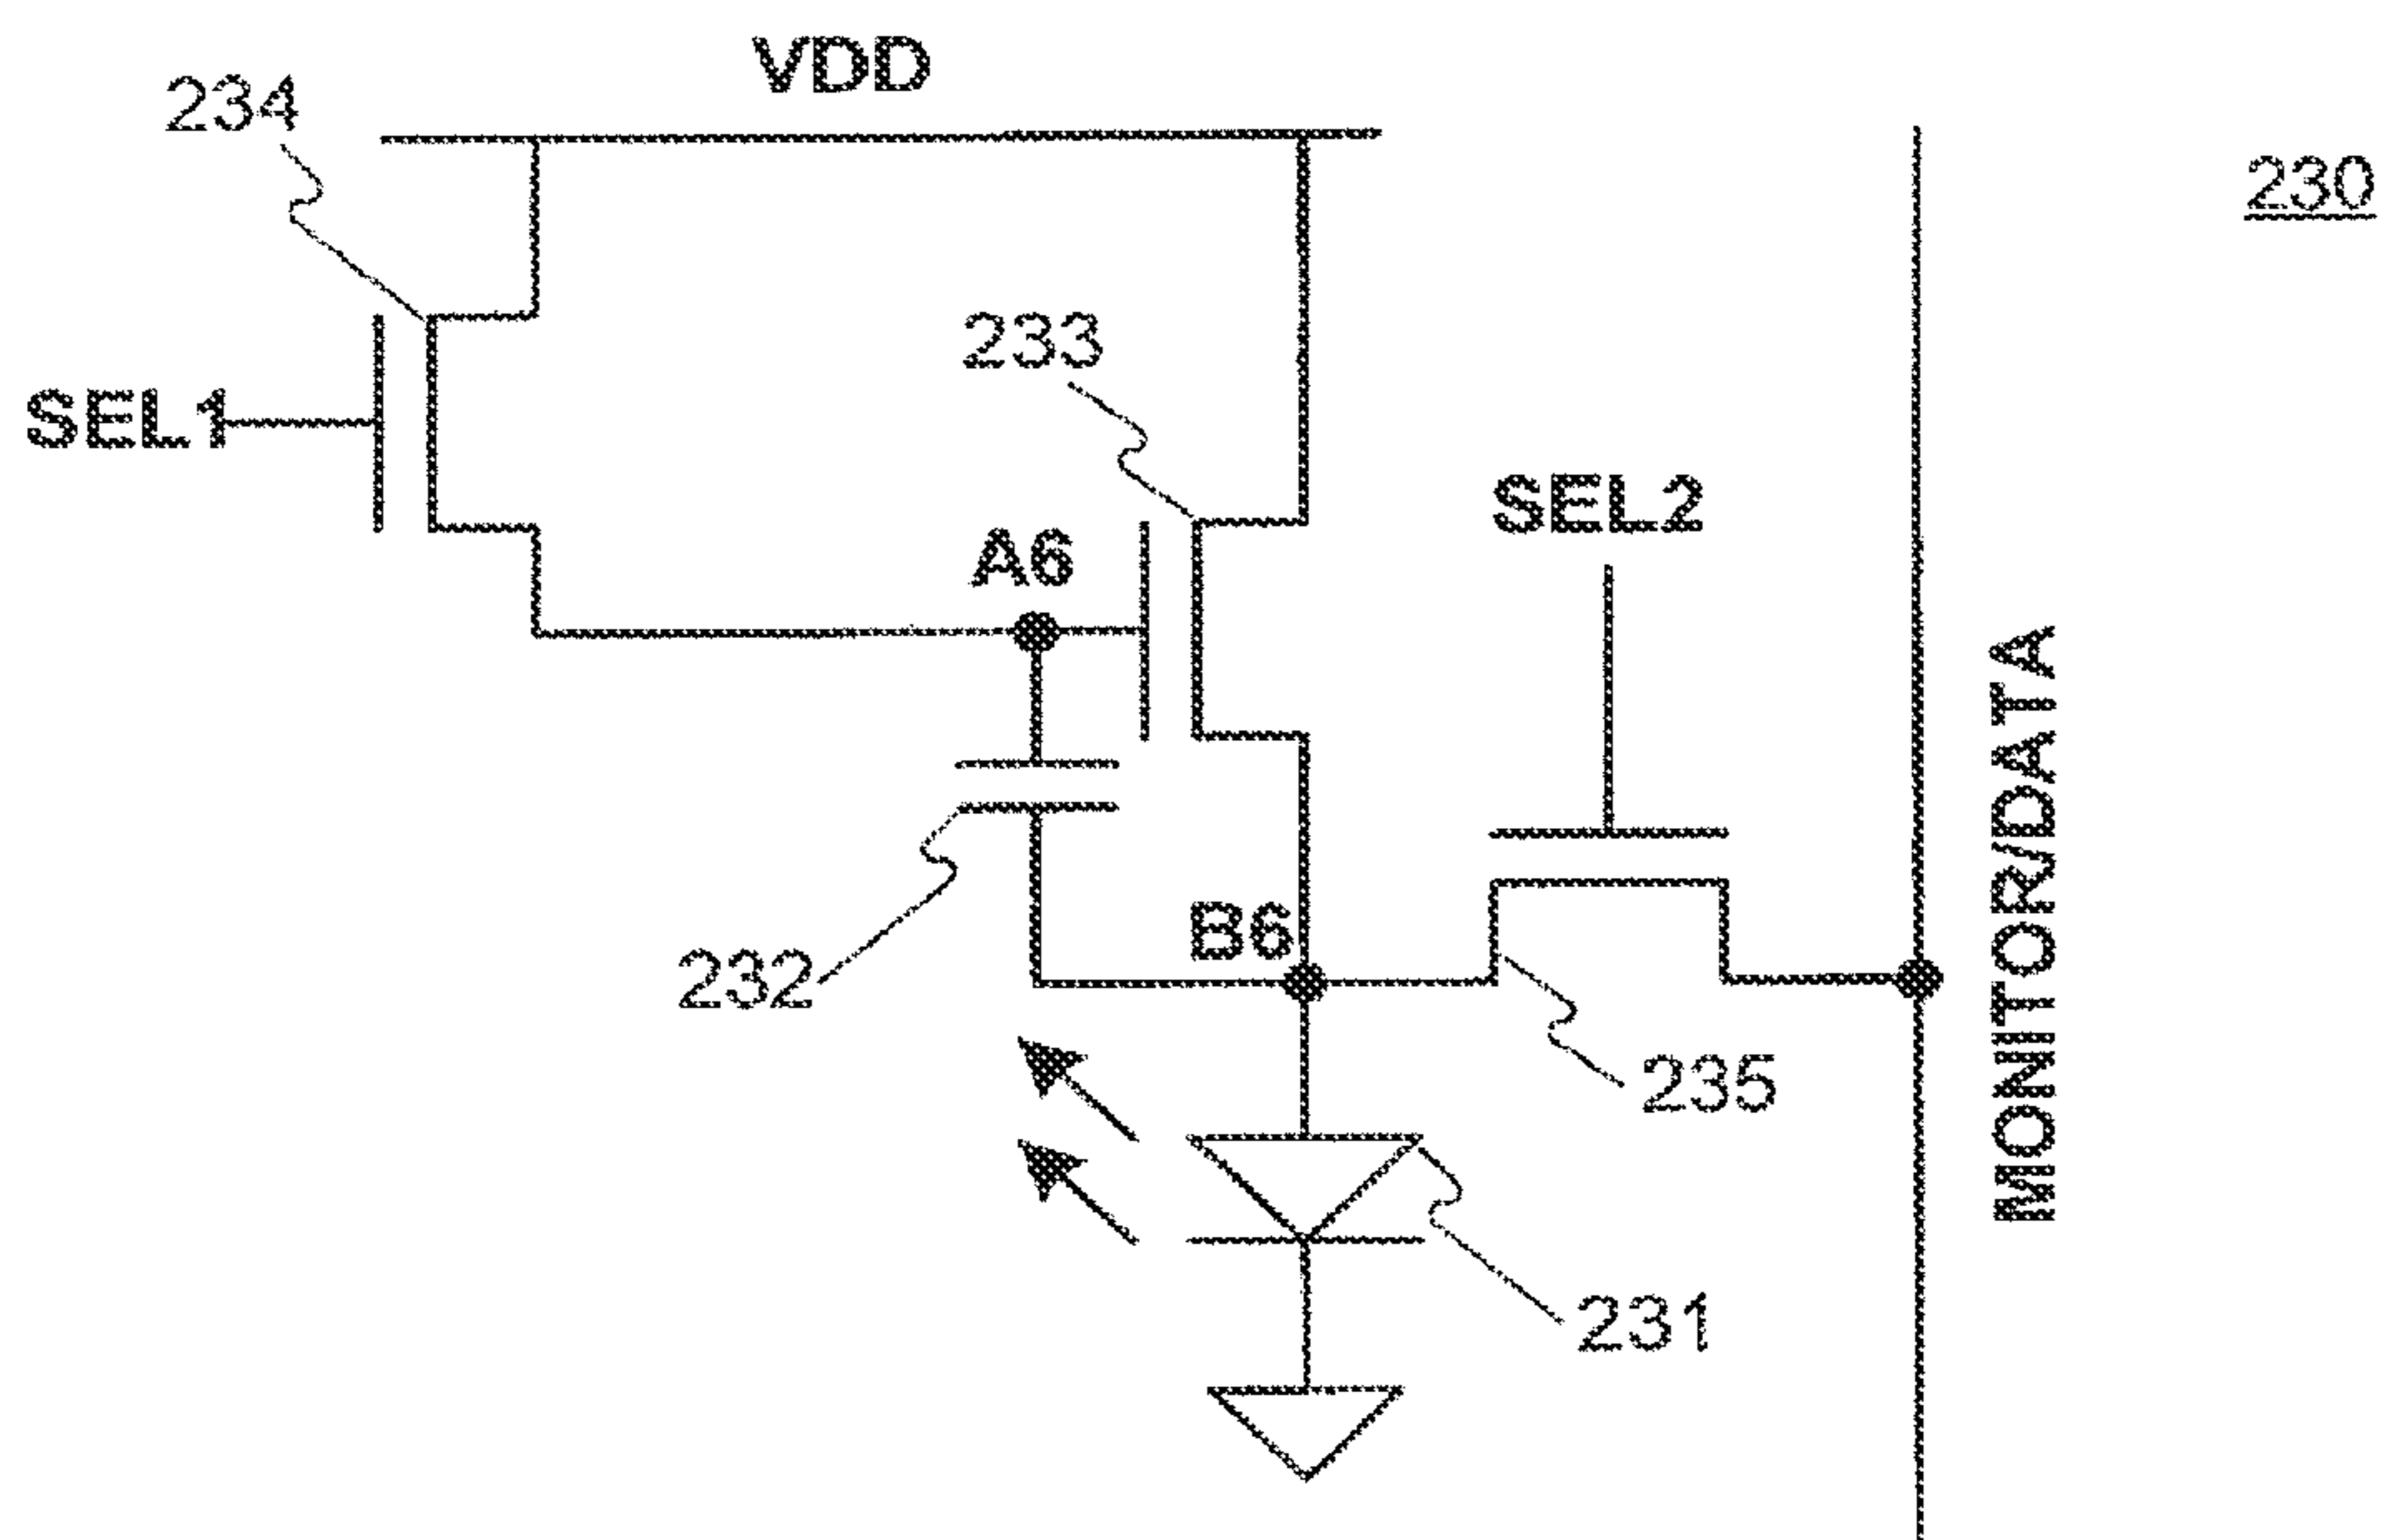 VDD
234
230
233
SEL1
SEL2
A6
MONITOR/DATA
B6
232
235
231